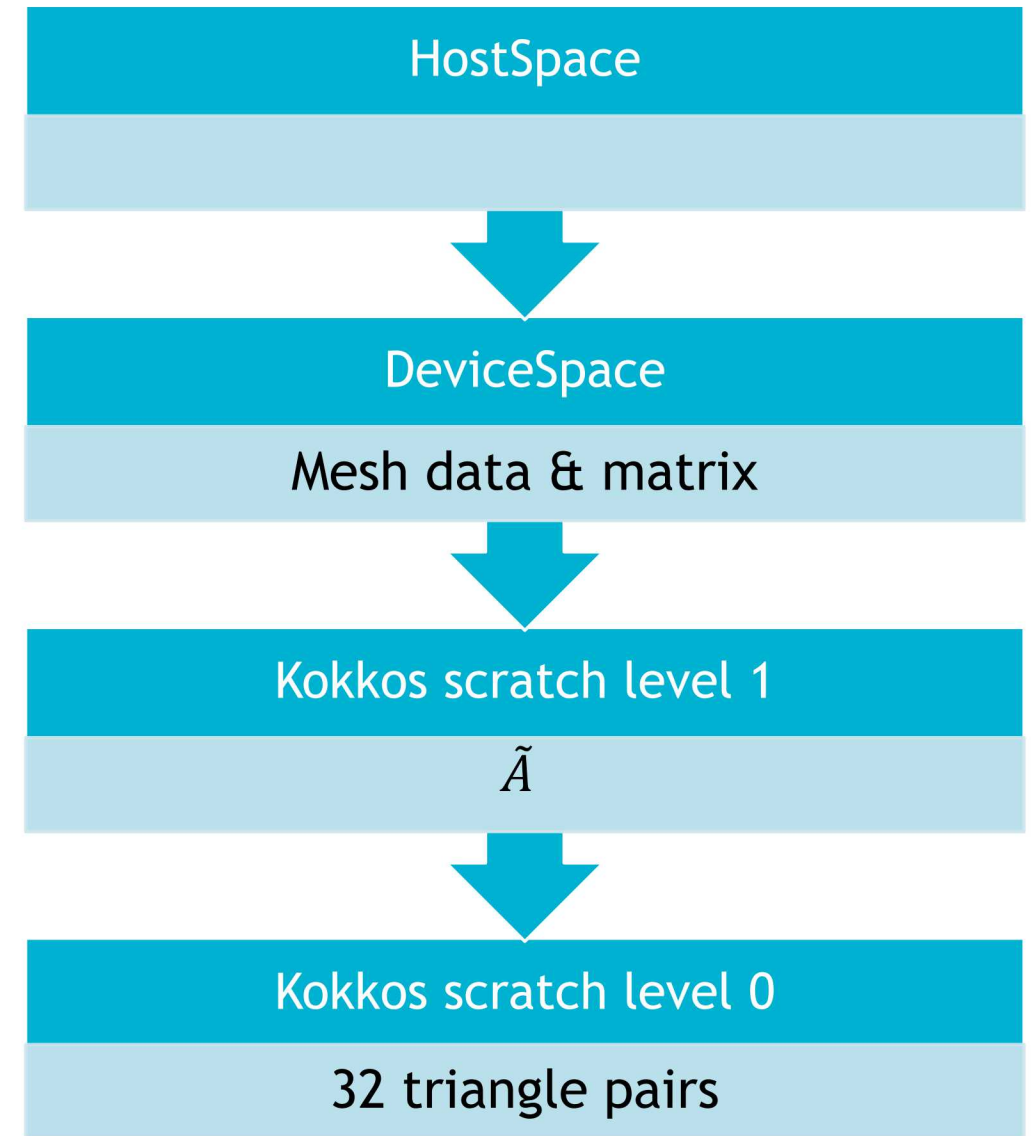 HostSpace
DeviceSpace
Mesh data & matrix
Kokkos scratch level 1
Ã
Kokkos scratch level 0
32 triangle pairs